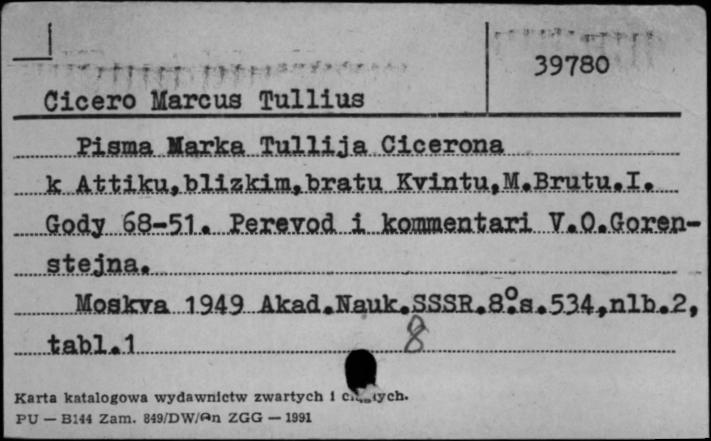 39780
Cicero Marcus Tullius
Pisma Marka Tullija Cicerona
k Attiku,blizkim,bratu Kvintu,M.Brutu.I.
Gody 68-51. Perevod i kommentari V.O.Goren-
stejna.
Moskva 1949 Akad.Nauk.SSSR.8°.s.534,nlb.2,
tabl.1
8
Karta katalogowa wydawnictw zwartych i
PU — B144 Zam. 849/DW/ ZGG — 1991